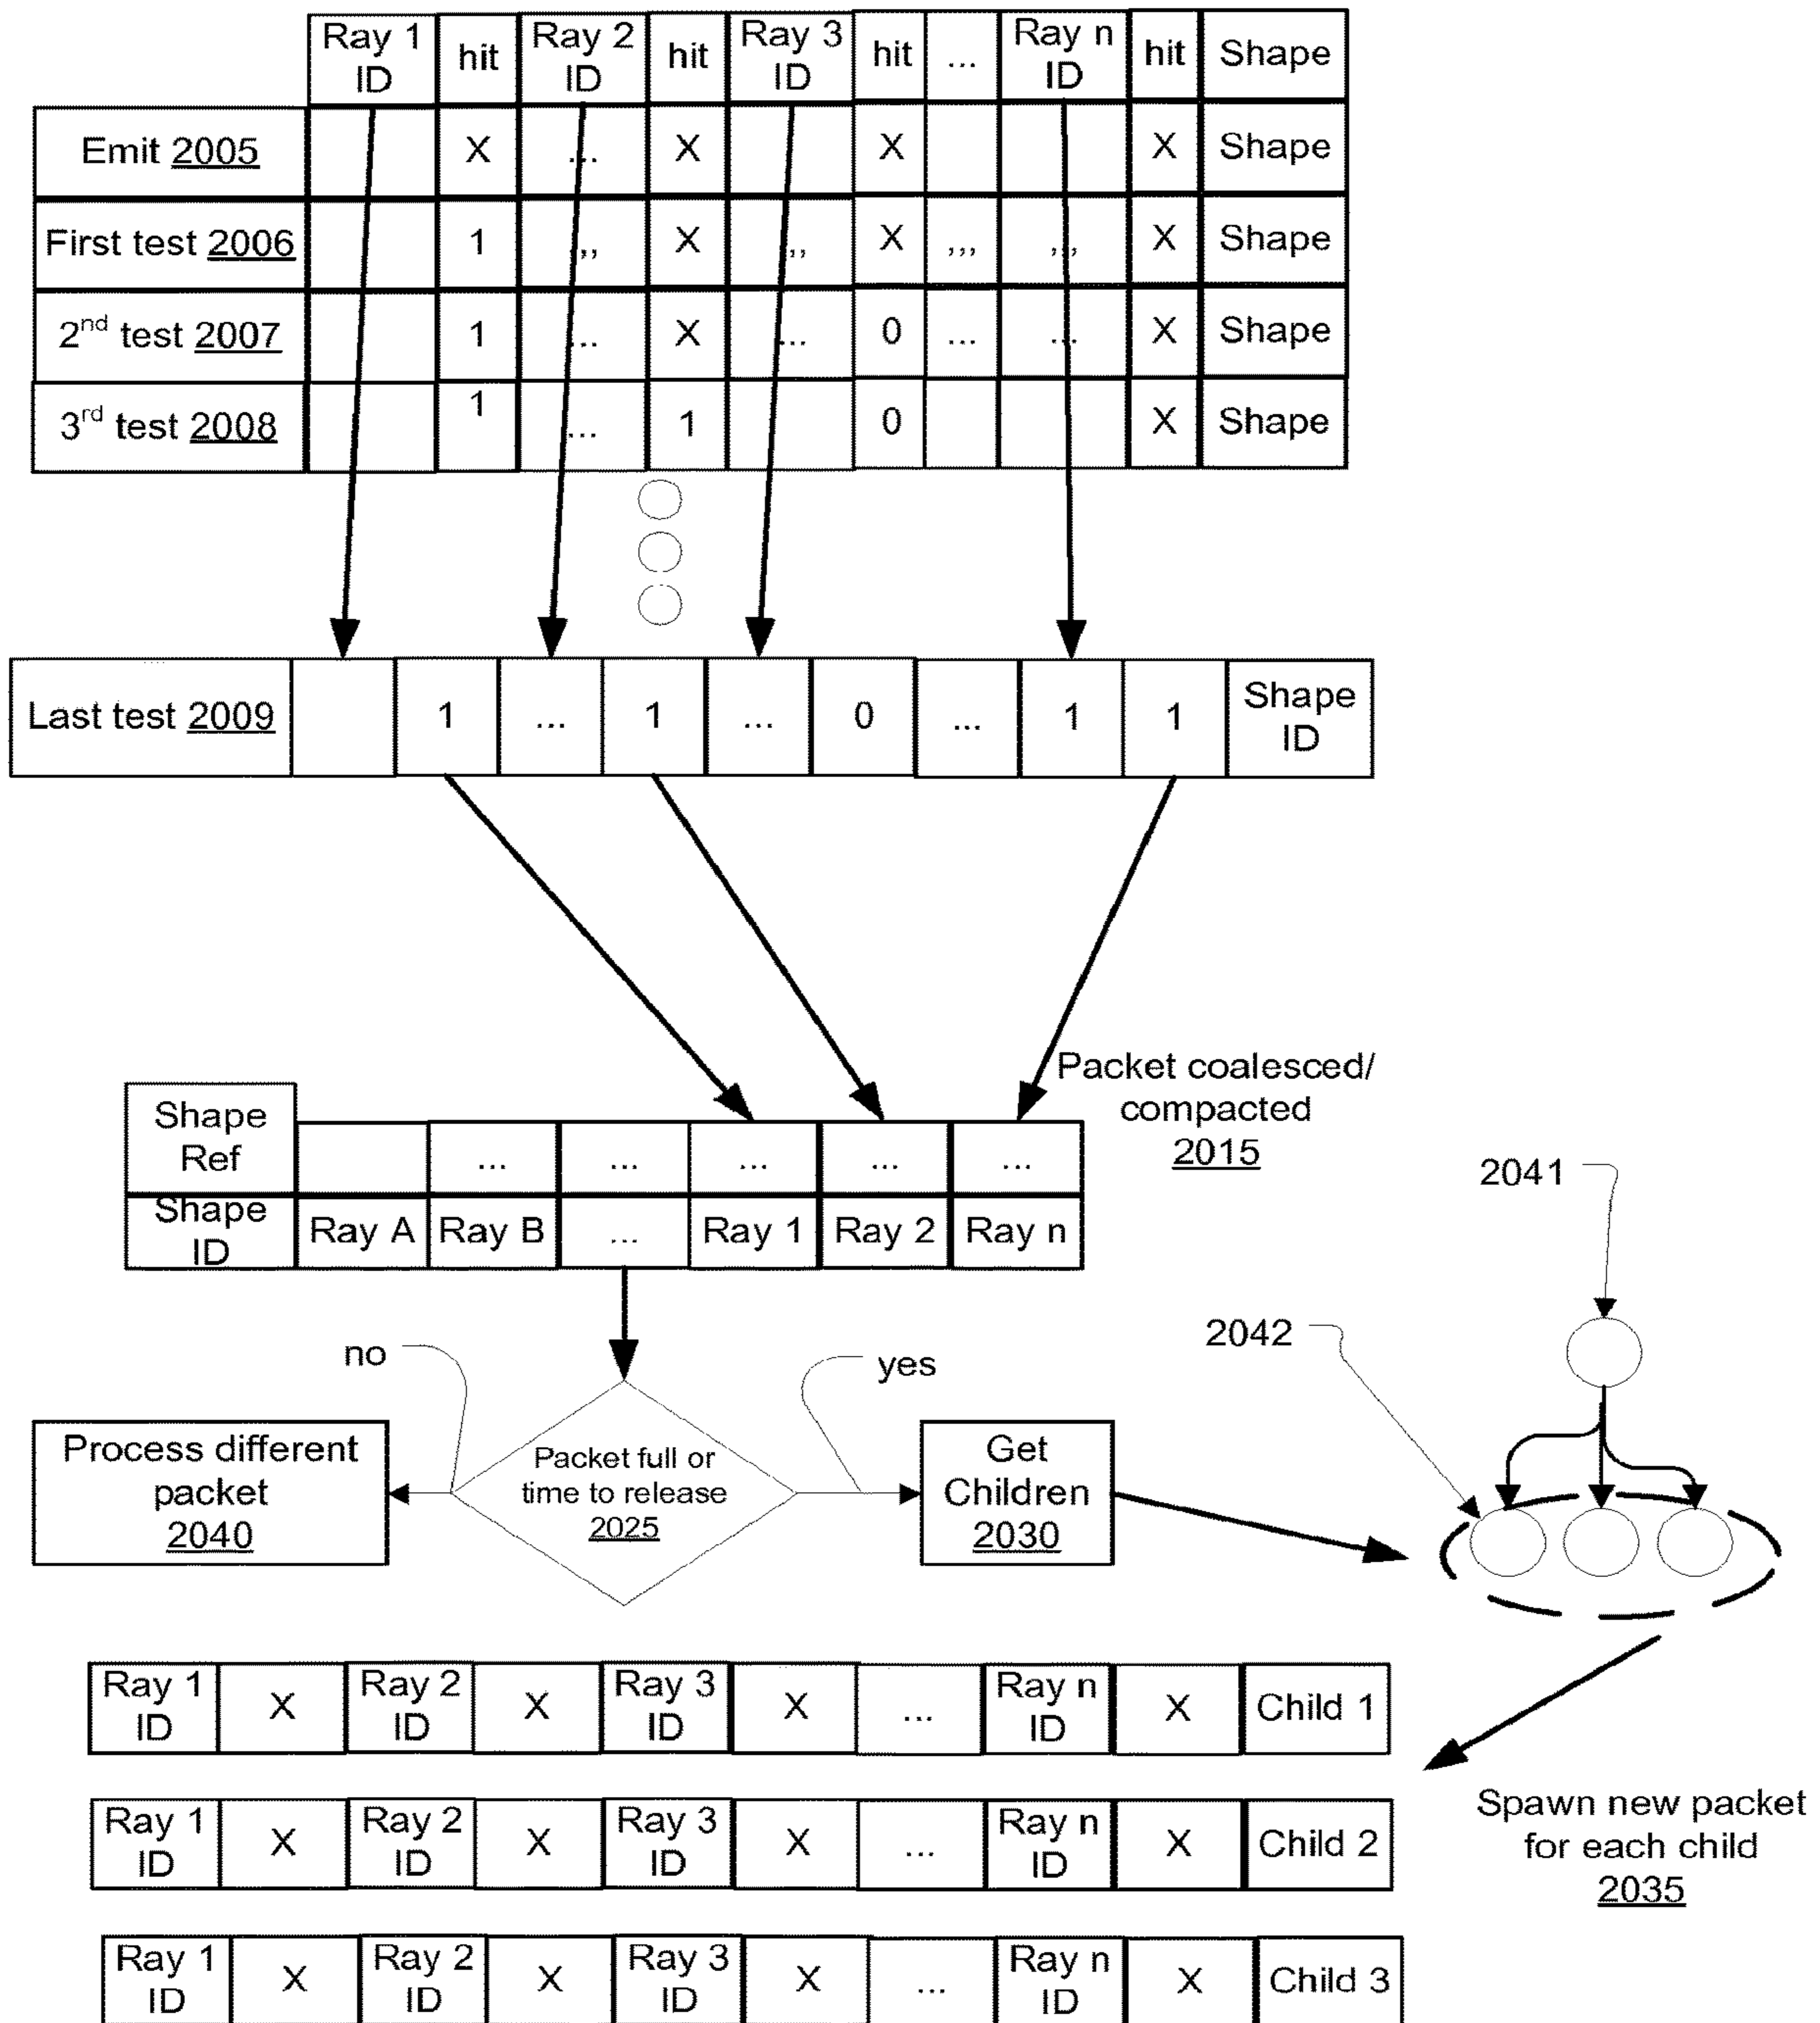 Ray 1 ID hit Ray 2 ID hit Ray 3 ID hit ... Ray n ID hit Shape
Emit 2005 X ... X X X Shape
First test 2006 1 ,,, X ,, X ,,, ,,, X Shape
2nd test 2007 1 ... X ... 0 ... ... X Shape
3rd test 2008 1 ... 1 0 X Shape
Last test 2009 1 ... 1 ... 0 ... 1 1 Shape ID
Packet coalesced/
compacted
2015
Shape Ref ... ... ... ... ...
Shape ID Ray A Ray B ... Ray 1 Ray 2 Ray n
2041
2042
no
yes
Process different
packet
2040
Packet full or
time to release
2025
Get
Children
2030
Ray 1 ID X Ray 2 ID X Ray 3 ID X ... Ray n ID X Child 1
Ray 1 ID X Ray 2 ID X Ray 3 ID X ... Ray n ID X Child 2
Ray 1 ID X Ray 2 ID X Ray 3 ID X ... Ray n ID X Child 3
Spawn new packet
for each child
2035